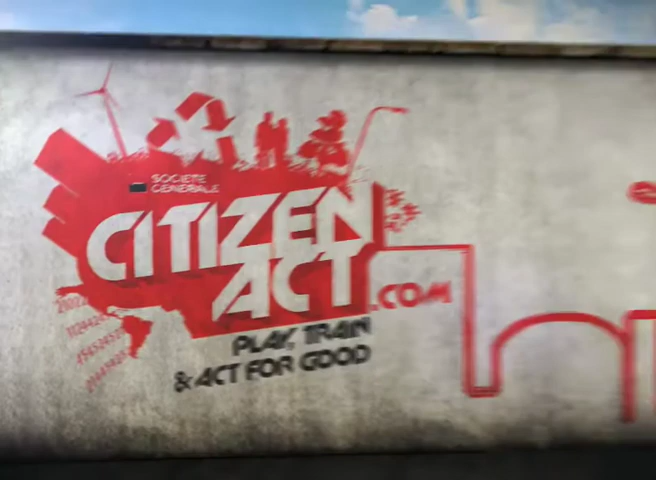 SOCIETE
GENERALE
CITIZEN
ACT
.COM
PLAY, TRAIN
& ACT FOR GOOD